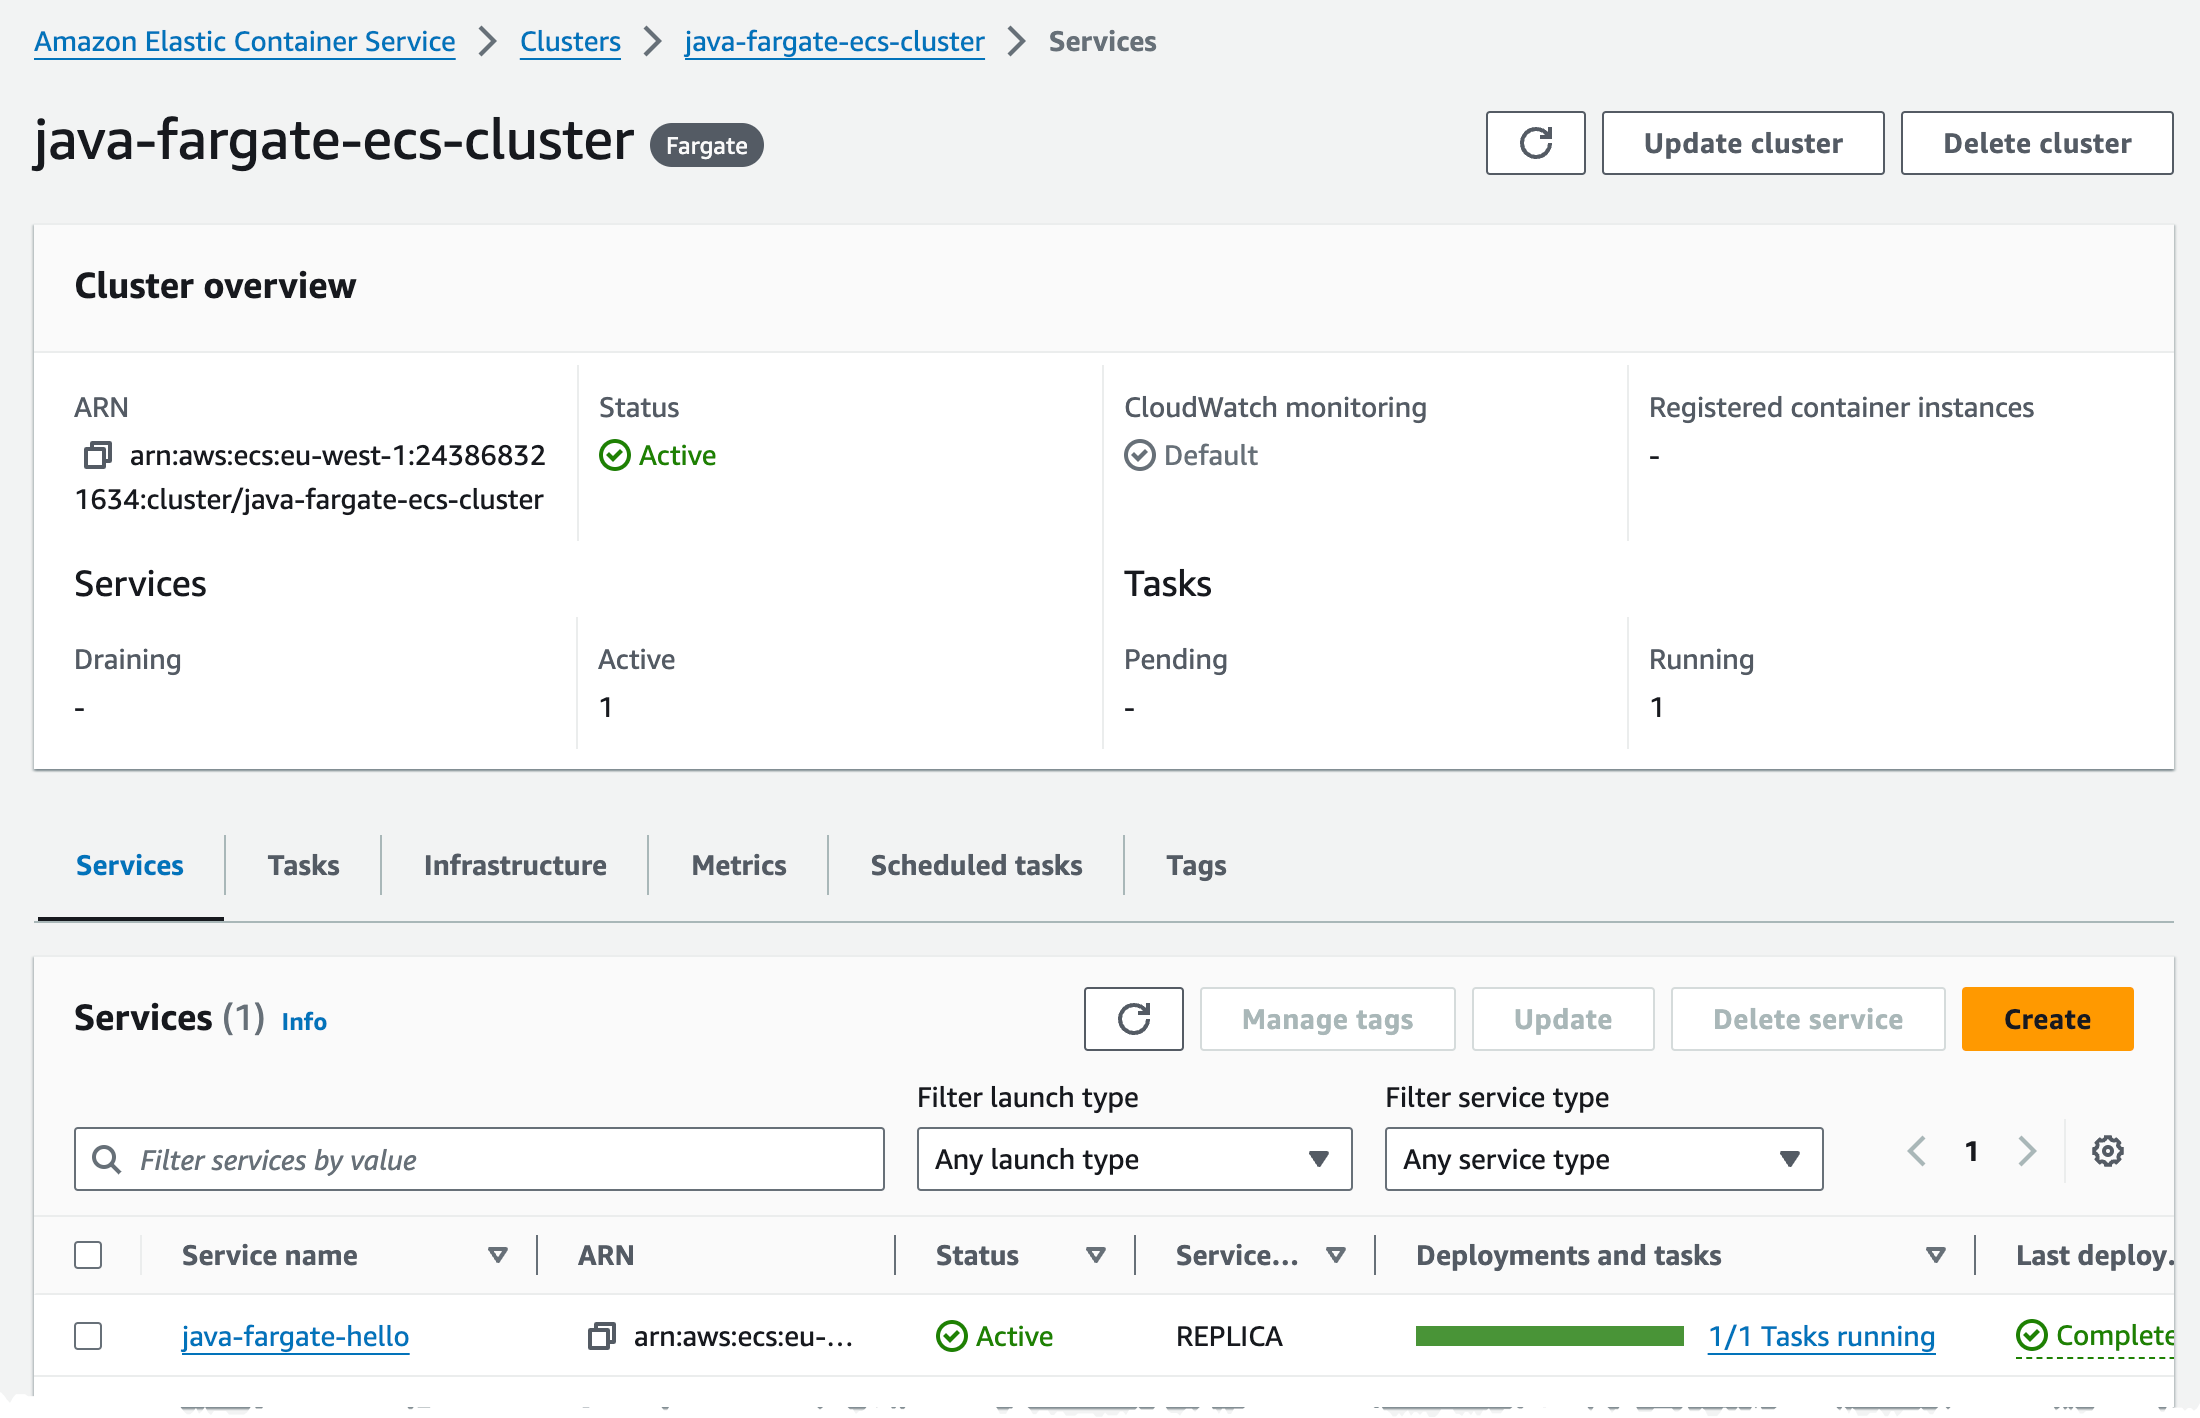 Amazon Elastic Container Service > Clusters > java-fargate-ecs-cluster > Services
java-fargate-ecs-cluster Fargate Update cluster Delete cluster
Cluster overview
ARN Status CloudWatch monitoring Registered container instances
arn:aws:ecs:eu-west-1:24386832 Active Default -
1634:cluster/java-fargate-ecs-cluster
Services Tasks
Draining Active Pending Running
- 1 - 1
Services Tasks Infrastructure Metrics Scheduled tasks Tags
Services (1) Info Manage tags Update Delete service Create
Filter launch type Filter service type
Filter services by value Any launch type Any service type 1
Service name ARN Status Service... Deployments and tasks Last deploy.
java-fargate-hello arn:aws:ecs:eu-... Active REPLICA 1/1 Tasks running Complete